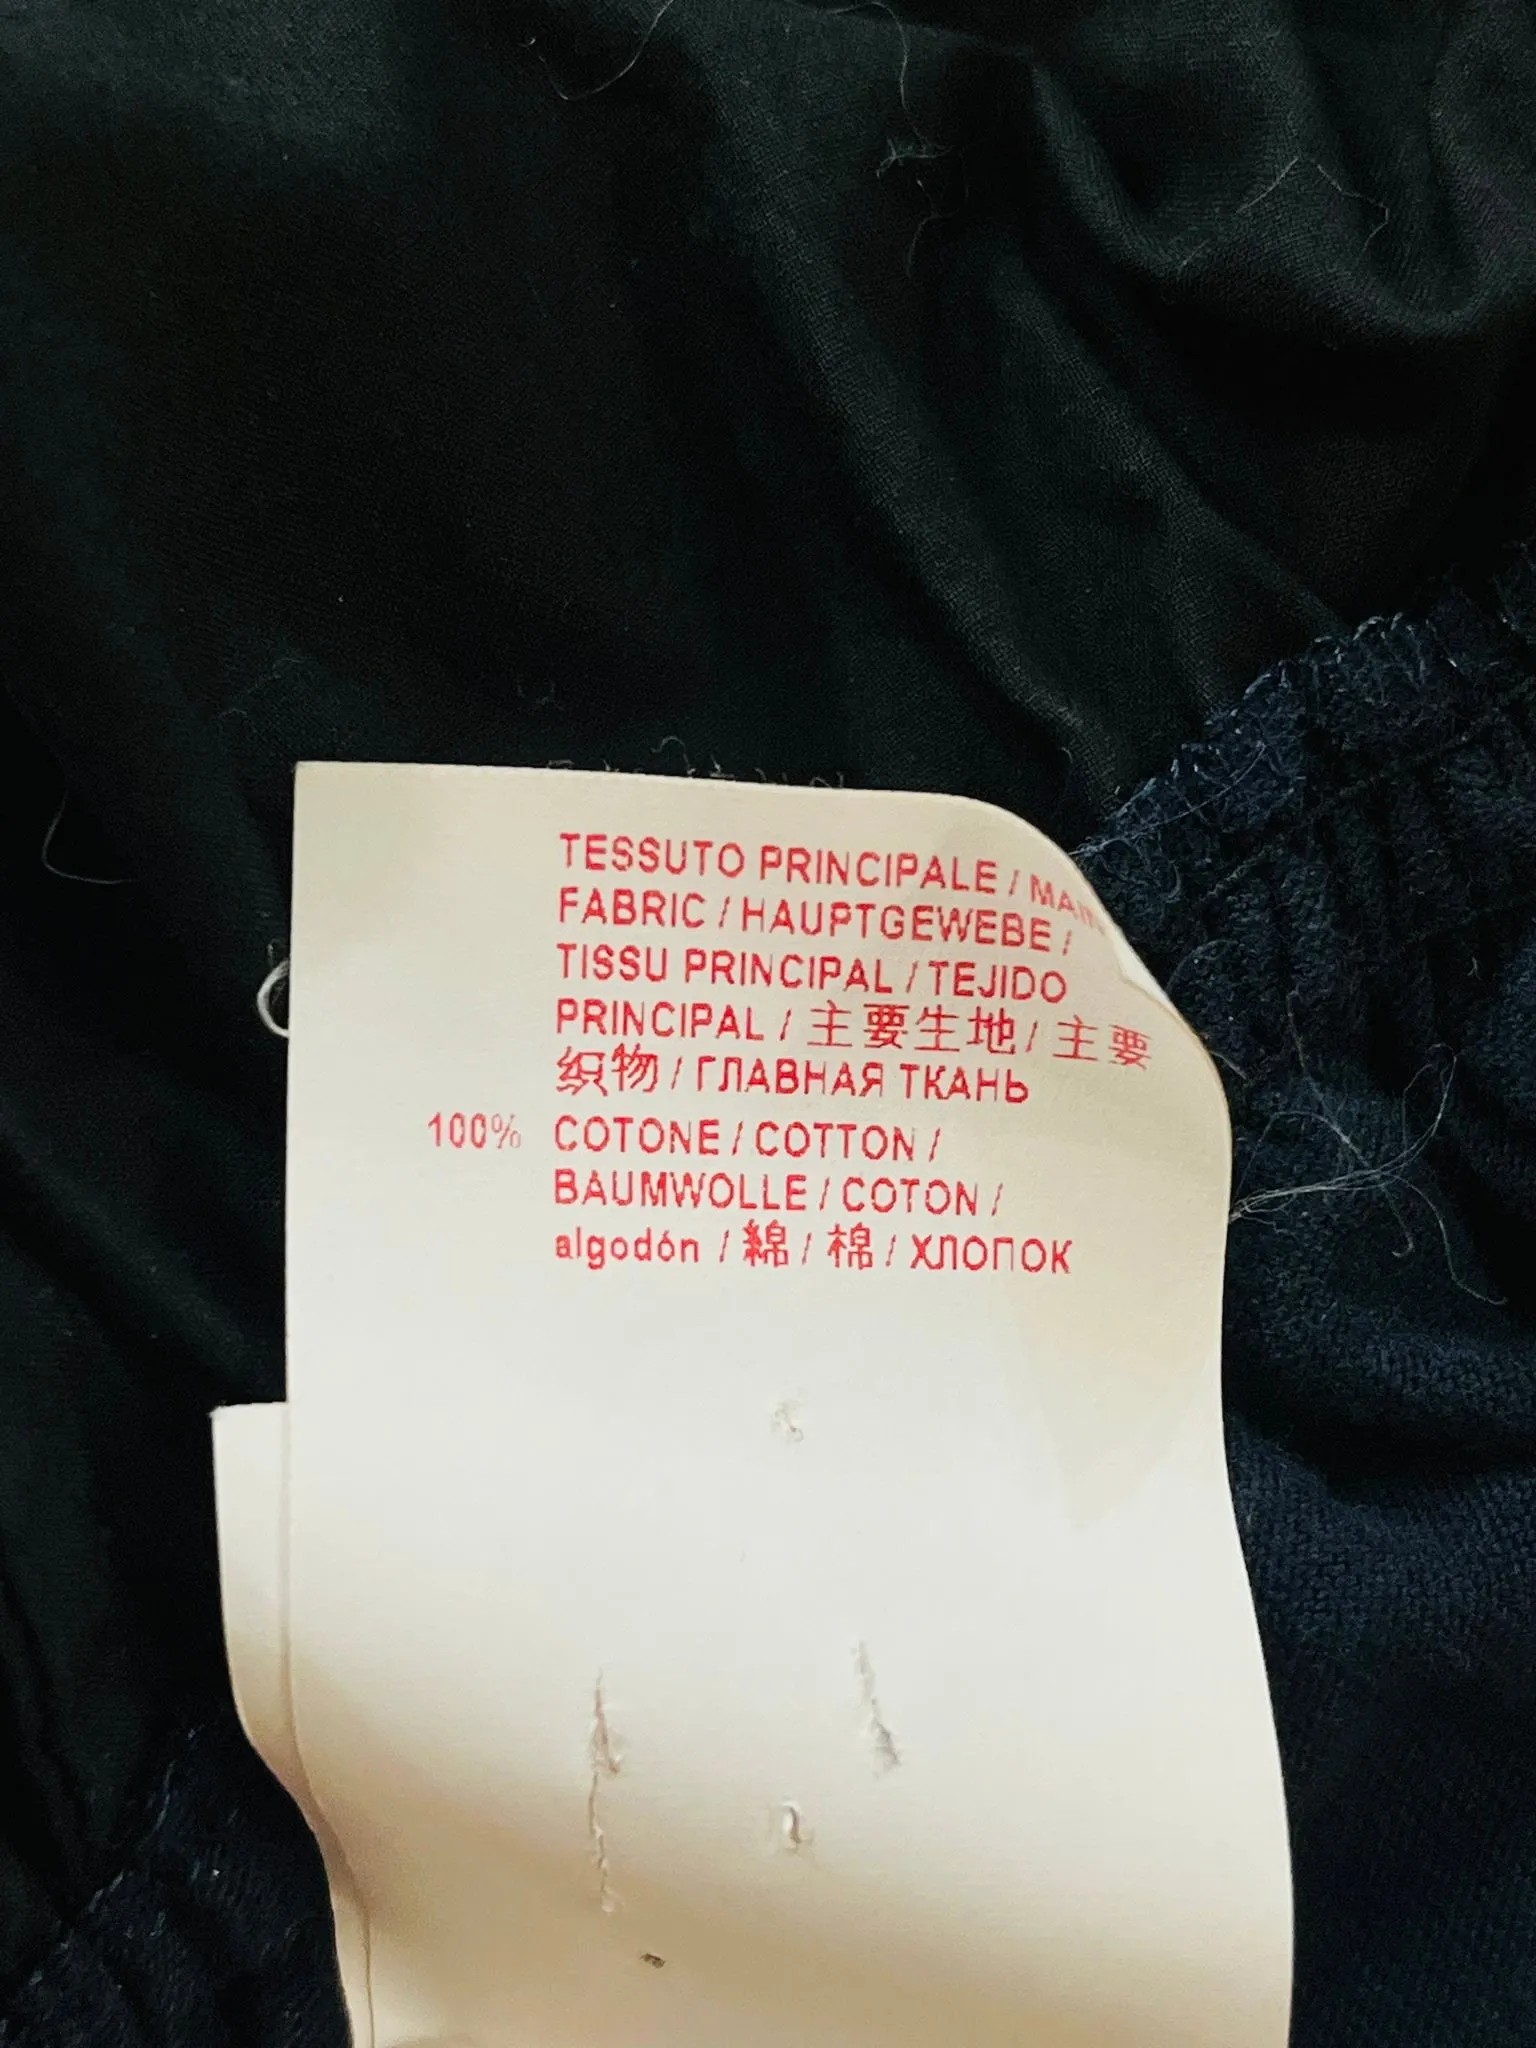 TESSUTO PRINCIPALE / MAIN
FABRIC / HAUPTGEWEBE /
TISSU PRINCIPAL / TEJIDO
PRINCIPAL / 主要生地 / 主要
织物 / ГЛАВНАЯ ТКАНЬ
100% COTONE / COTTON /
BAUMWOLLE / COTON /
algodón / 綿 / 棉 / ХЛОПОК